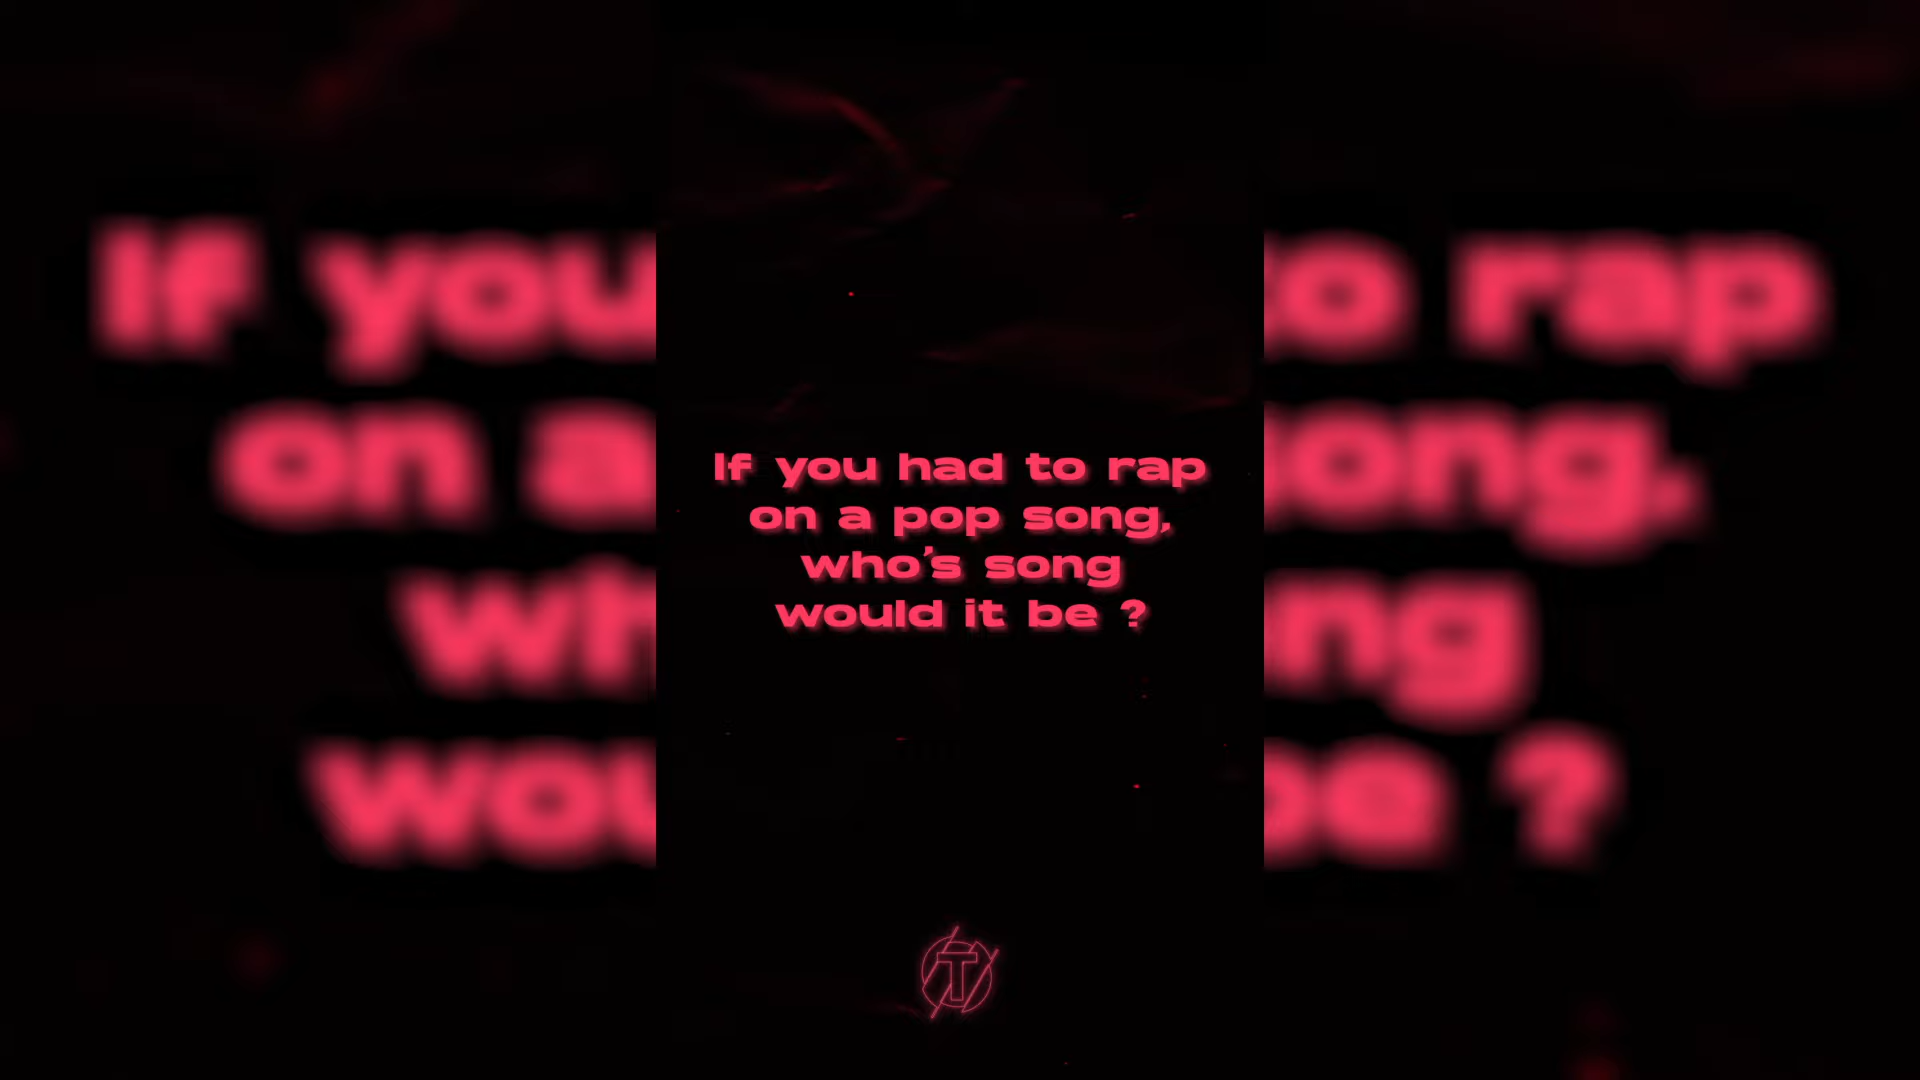 If you had to rap
on a pop song,
who's song
would it be ?
T